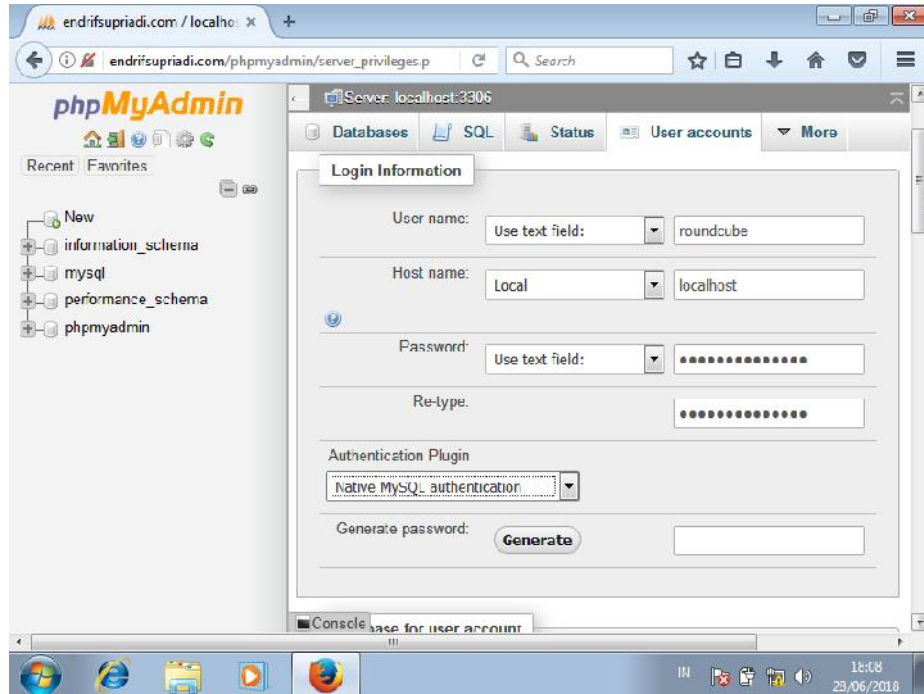 endrifsupriadi.com / localho
endrifsupriadi.com/phpmyadmin/server_privileges.p
Search
phpMyAdmin
Recent Favorites
New
information_schema
mysql
performance_schema
phpmyadmin
Server: localhost:3306
Databases SQL Status User accounts More
Login Information
User name: Use text field: roundcube
Host name: Local localhost
Password: Use text field:
Re-type:
Authentication Plugin
Native MySQL authentication
Generate password: Generate
Console
base for user account
IN
18:08
28/06/2018